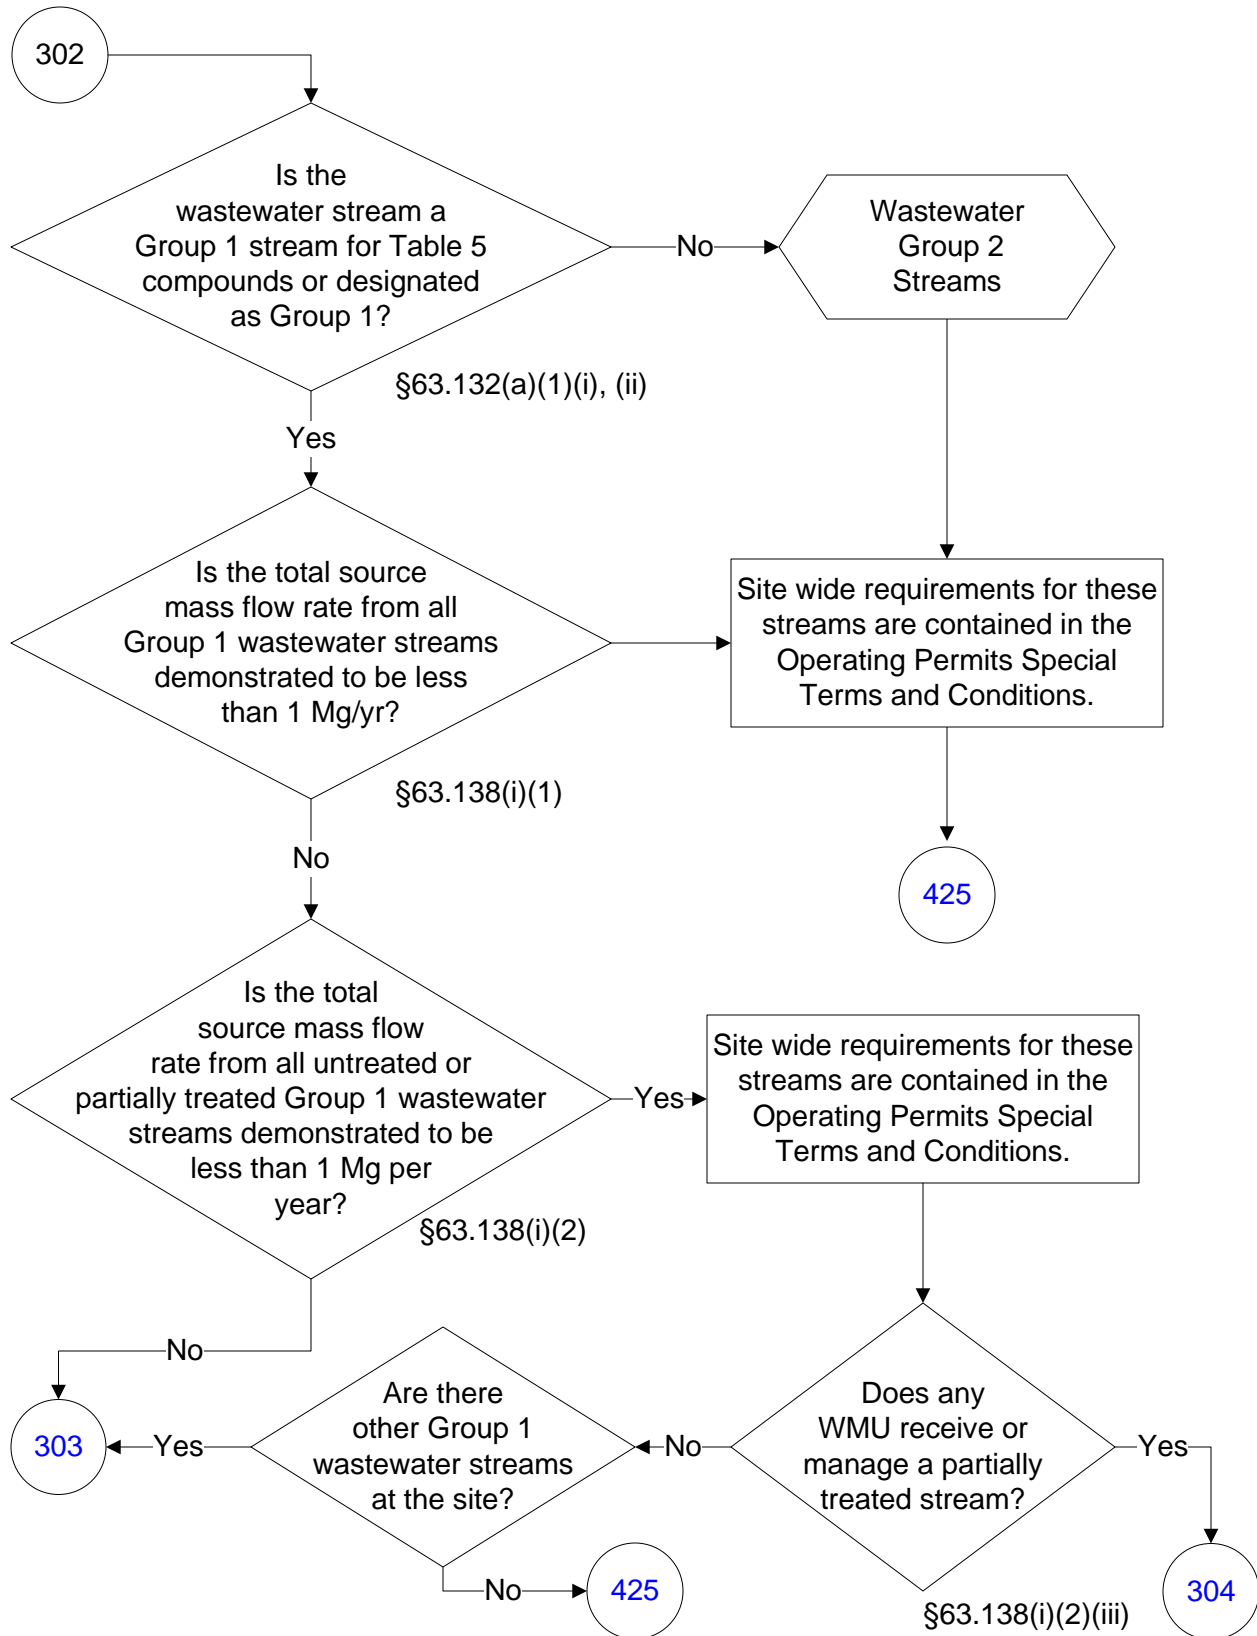 302
Is the
wastewater stream a
Group 1 stream for Table 5
compounds or designated
as Group 1?
No
Wastewater
Group 2
Streams
§63.132(a)(1)(i), (ii)
Yes
Is the total source
mass flow rate from all
Group 1 wastewater streams
demonstrated to be less
than 1 Mg/yr?
Site wide requirements for these
streams are contained in the
Operating Permits Special
Terms and Conditions.
§63.138(i)(1)
No
425
Is the total
source mass flow
rate from all untreated or
partially treated Group 1 wastewater
streams demonstrated to be
less than 1 Mg per
year?
Yes
Site wide requirements for these
streams are contained in the
Operating Permits Special
Terms and Conditions.
§63.138(i)(2)
No
303
Yes
Are there
other Group 1
wastewater streams
at the site?
No
Does any
WMU receive or
manage a partially
treated stream?
Yes
No
425
304
§63.138(i)(2)(iii)